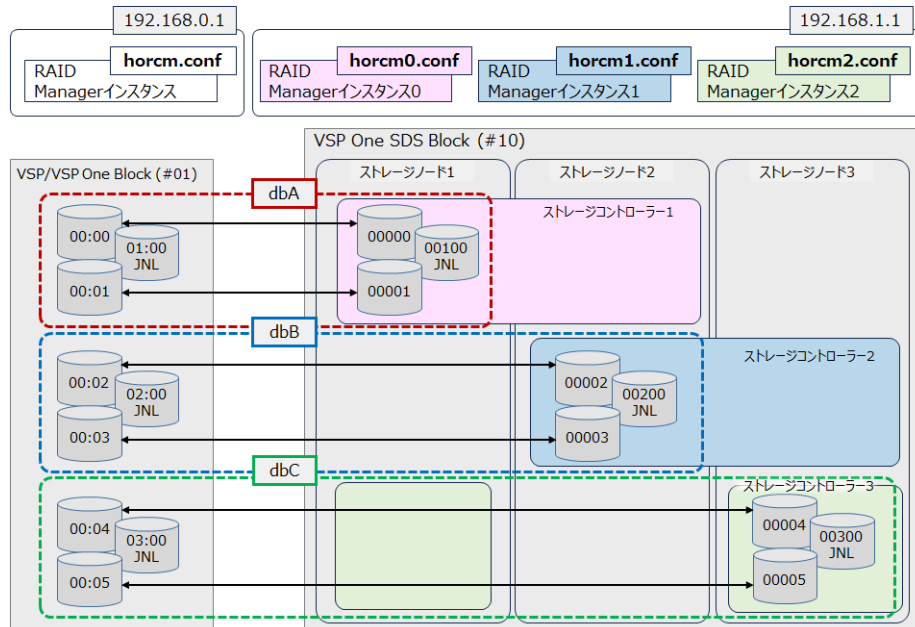 192.168.0.1
192.168.1.1
horcm.conf
RAID
Managerインスタンス
horcm0.conf
RAID
Managerインスタンス0
horcm1.conf
RAID
Managerインスタンス1
horcm2.conf
RAID
Managerインスタンス2
VSP One SDS Block (#10)
VSP/VSP One Block (#01)
ストレージノード1
ストレージノード2
ストレージノード3
dbA
ストレージコントローラー1
00:00
01:00
JNL
00:01
00000
00100
JNL
00001
dbB
ストレージコントローラー2
00:02
02:00
JNL
00:03
00002
00200
JNL
00003
dbC
ストレージコントローラー3
00:04
03:00
JNL
00:05
00004
00300
JNL
00005